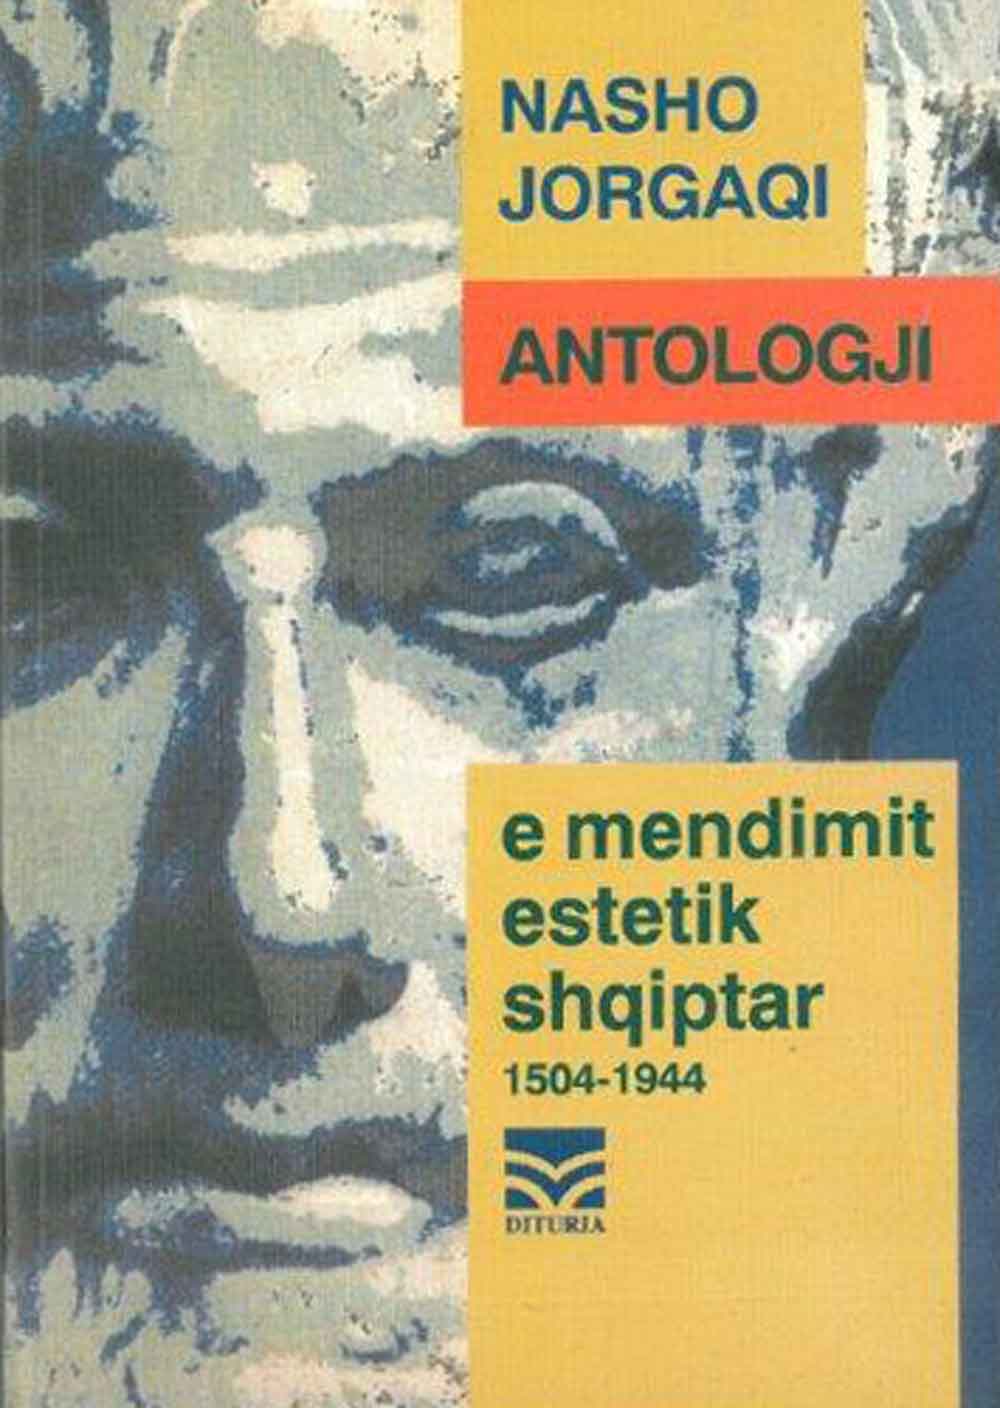 NASHO
JORGAQI
ANTOLOGJI
e mendimit
estetik
shqiptar
1504-1944
DITURIA